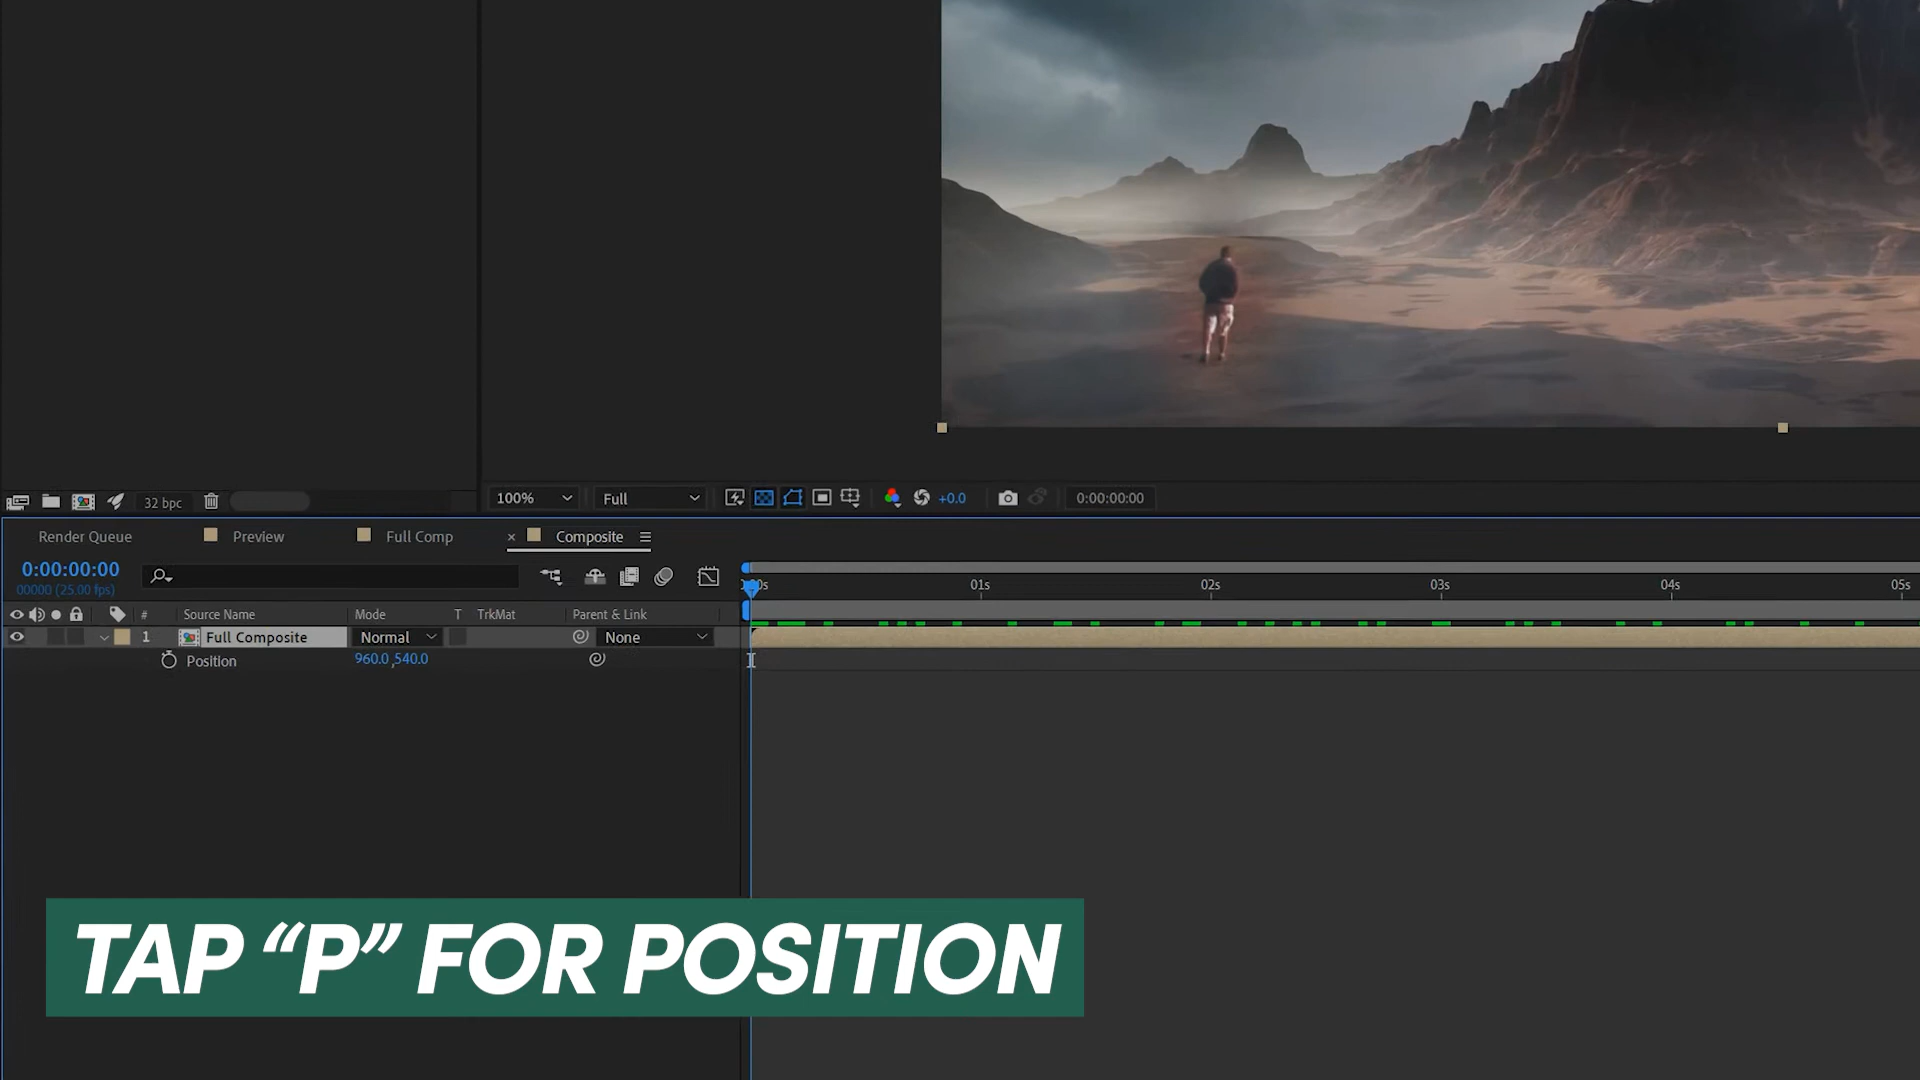 32 bpc
100%
Full
+0.0
0:00:00:00
Render Queue
Preview
Full Comp
× Composite
0:00:00:00
00000 (25.00 fps)
01s 02s 03s 04s 05s
# Source Name Mode T TrkMat Parent & Link
1 Full Composite Normal None
Position 960.0,540.0
TAP “P” FOR POSITION